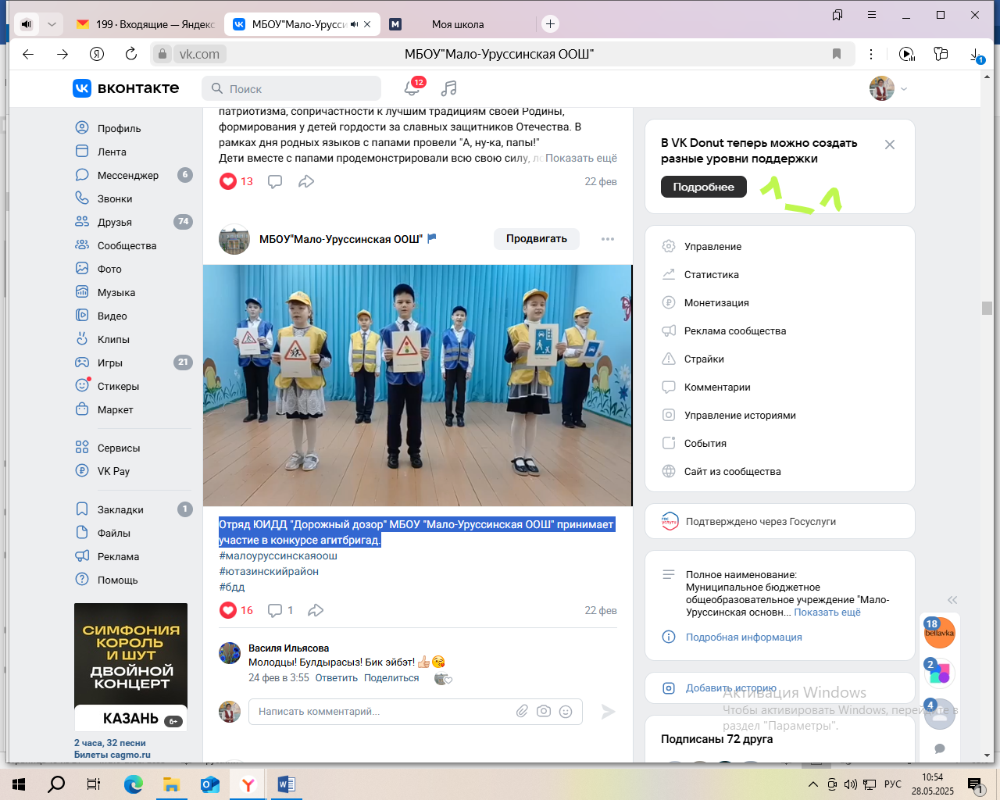 199 · Входящие — Яндекс
МБОУ"Мало-Урусси
Моя школа
vk.com
МБОУ"Мало-Уруссинская ООШ"
1
вконтакте
Поиск
12
Профиль
Лента
Мессенджер 6
Звонки
Друзья 74
Сообщества
Фото
Музыка
Видео
Клипы
Игры 21
Стикеры
Маркет
Сервисы
VK Pay
Закладки 1
Файлы
Реклама
Помощь
СИМФОНИЯ
КОРОЛЬ
И ШУТ
ДВОЙНОЙ
КОНЦЕРТ
КАЗАНЬ 6+
2 часа, 32 песни
Билеты cagmo.ru
патриотизма, сопричастности к лучшим традициям своей Родины,
формирования у детей гордости за славных защитников Отечества. В
рамках дня родных языков с папами провели "А, ну-ка, папы!"
Дети вместе с папами продемонстрировали всю свою силу, Показать ещё
13 22 фев
МБОУ"Мало-Уруссинская ООШ" Продвигать
Отряд ЮИДД "Дорожный дозор" МБОУ "Мало-Уруссинская ООШ" принимает
участие в конкурсе агитбригад.
#малоуруссинскаяоош
#ютазинскийрайон
#бдд
16 1 22 фев
Василя Ильясова
Молодцы! Булдырасыз! Бик эйбэт!
24 фев в 3:55 Ответить Поделиться
Написать комментарий...
В VK Donut теперь можно создать
разные уровни поддержки
Подробнее
Управление
Статистика
Монетизация
Реклама сообщества
Страйки
Комментарии
Управление историями
События
Сайт из сообщества
гос
услуги
Подтверждено через Госуслуги
Полное наименование:
Муниципальное бюджетное
общеобразовательное учреждение "Мало-
Уруссинская основн... Показать ещё
Подробная информация
Добавить историю
Подписаны 72 друга
18
bellavka
2
4
Активация Windows
Чтобы активировать Windows, перейдите в
раздел "Параметры".
РУС
10:54
28.05.2025
1